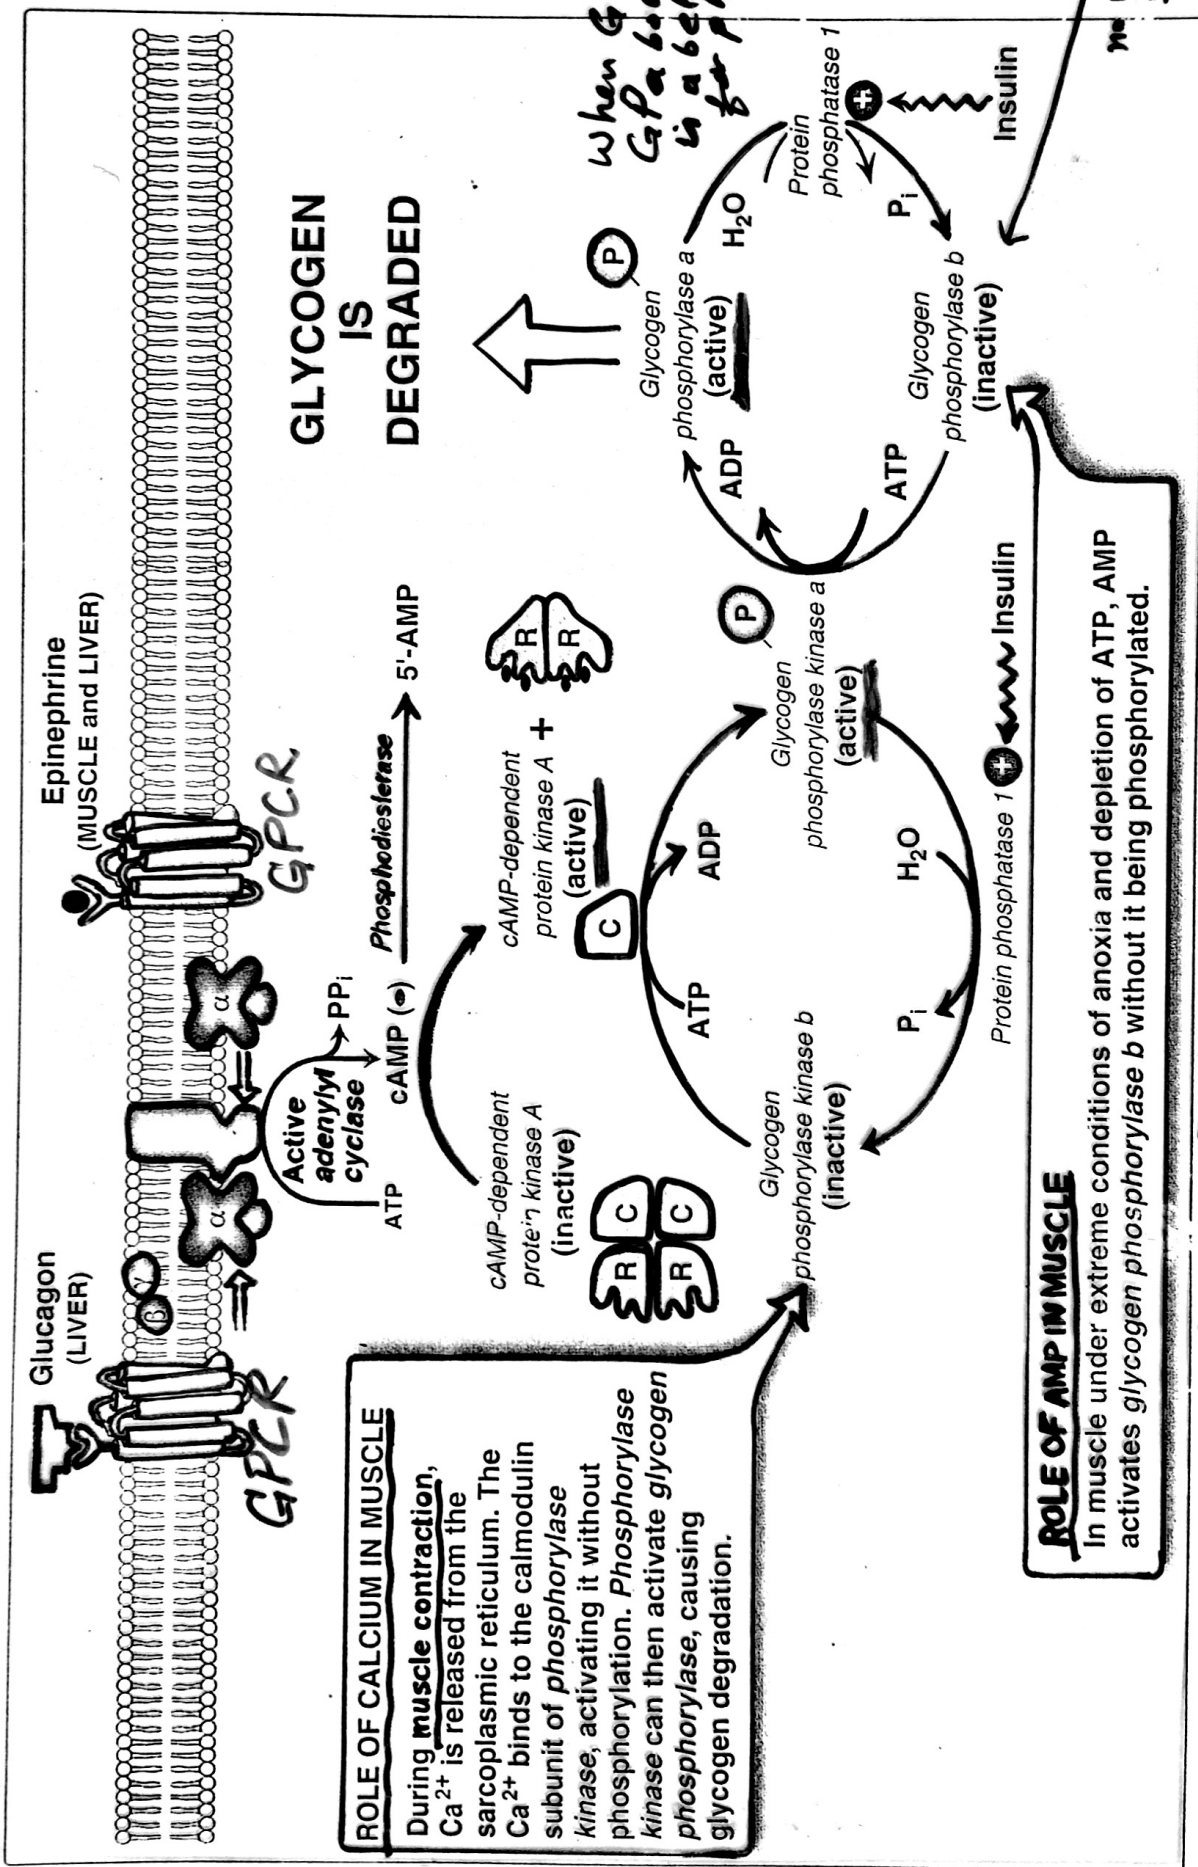 Glucagon
(LIVER)
Epinephrine
(MUSCLE and LIVER)
GPCR
GPCR
β
γ
α
α
Active
adenylyl
cyclase
ATP
PPi
cAMP (●)
Phosphodiesterase
5'-AMP
GLYCOGEN
IS
DEGRADED
When G
GPa bo
is a be
for p
ROLE OF CALCIUM IN MUSCLE
During muscle contraction,
Ca2+ is released from the
sarcoplasmic reticulum. The
Ca2+ binds to the calmodulin
subunit of phosphorylase
kinase, activating it without
phosphorylation. Phosphorylase
kinase can then activate glycogen
phosphorylase, causing
glycogen degradation.
cAMP-dependent
protein kinase A
(inactive)
R
C
R
C
cAMP-dependent
protein kinase A +
(active)
C
R
R
Glycogen
phosphorylase kinase b
(inactive)
ATP
ADP
Glycogen
phosphorylase kinase a
(active)
P
H2O
Pi
Protein phosphatase 1 + Insulin
Glycogen
phosphorylase a
(active)
P
ADP
ATP
Glycogen
phosphorylase b
(inactive)
H2O
Protein
phosphatase 1
+
Pi
Insulin
ROLE OF AMP IN MUSCLE
In muscle under extreme conditions of anoxia and depletion of ATP, AMP
activates glycogen phosphorylase b without it being phosphorylated.